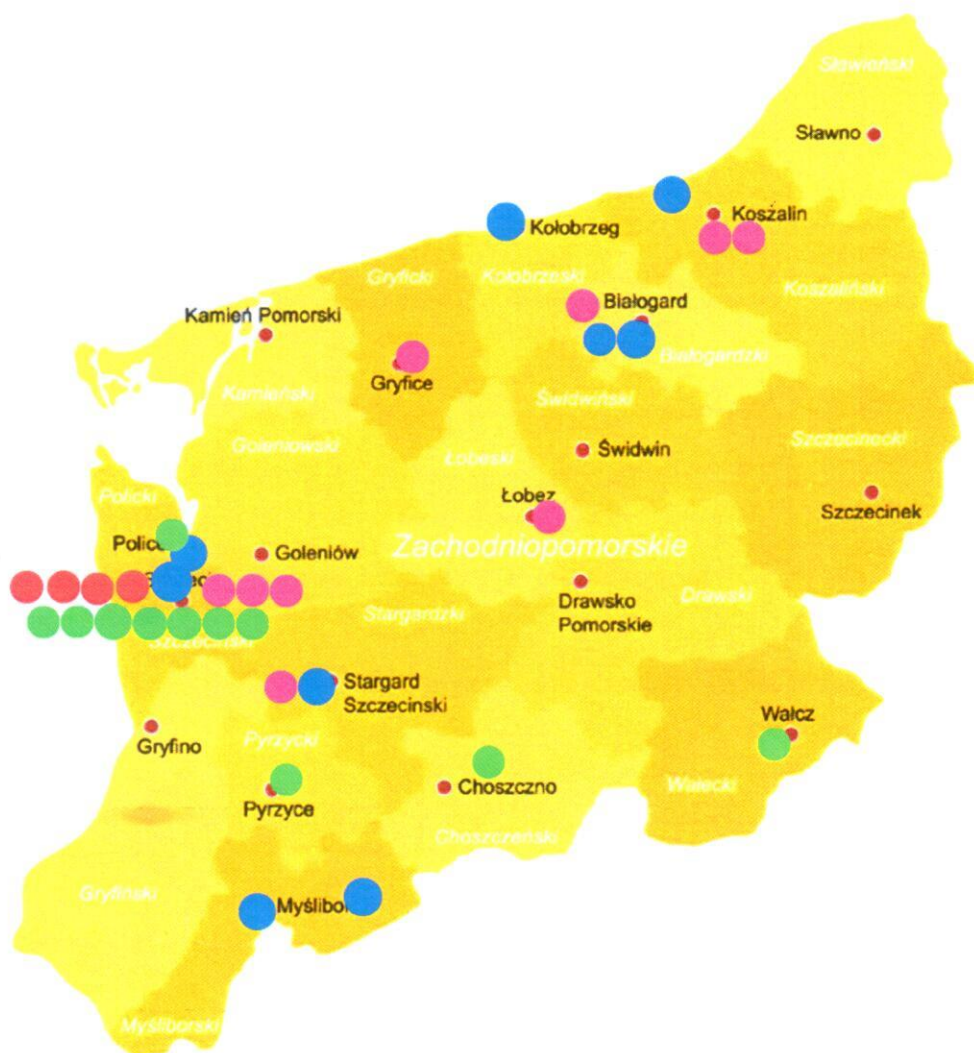 Sławieński
Sławno
Koszalin
Kołobrzeg
Gryficki
Kołobrzeski
Koszaliński
Białogard
Kamień Pomorski
Białogardzki
Gryfice
Kamieński
Świdwiński
Goleniowski
Szczecinecki
Łobeski
Świdwin
Policki
Łobez
Szczecinek
Zachodniopomorskie
Goleniów
Drawsko
Pomorskie
Drawski
Stargardzki
Szczeciński
Stargard
Szczecinski
Wałcz
Gryfino
Pyrzycki
Wałecki
Choszczno
Pyrzyce
Choszczeński
Gryfiński
Myślibor
Myśliborski